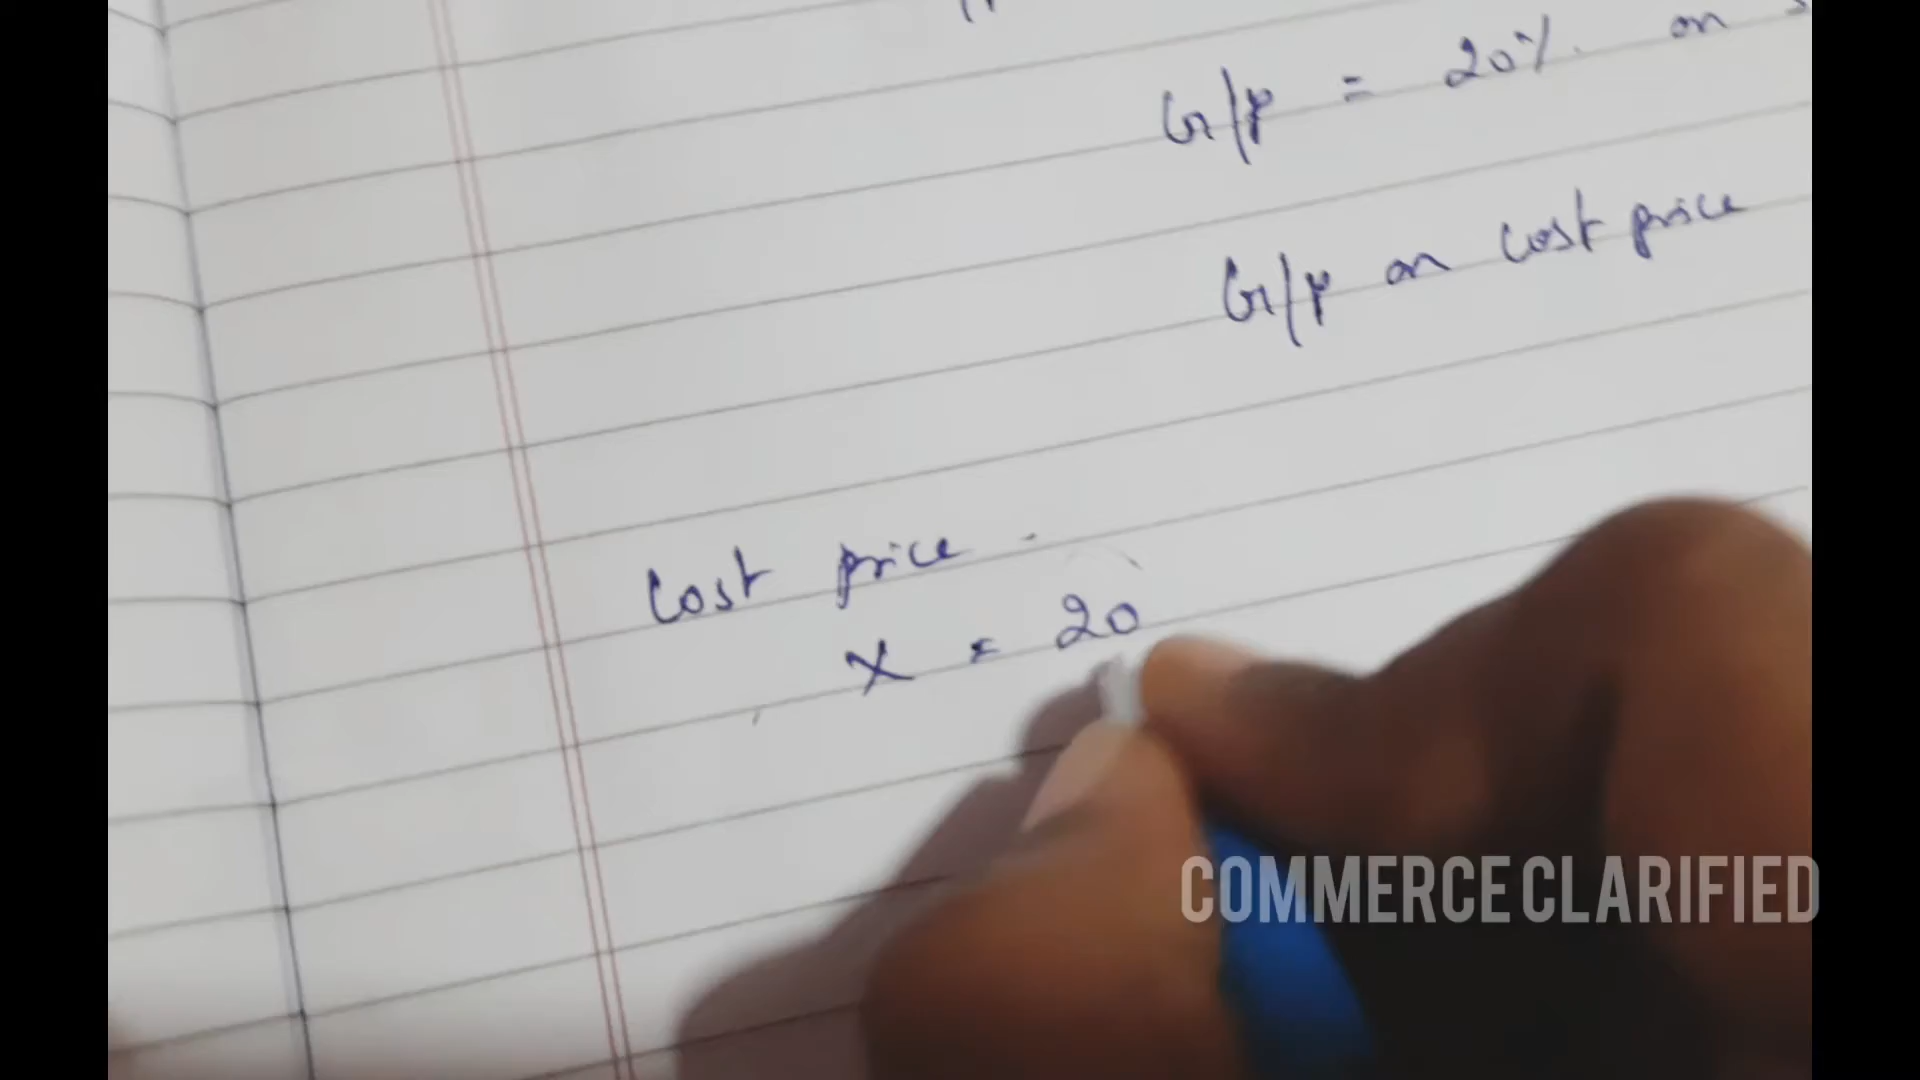 G/P = 20% on
G/P on cost price
Cost price
X = 20
COMMERCE CLARIFIED